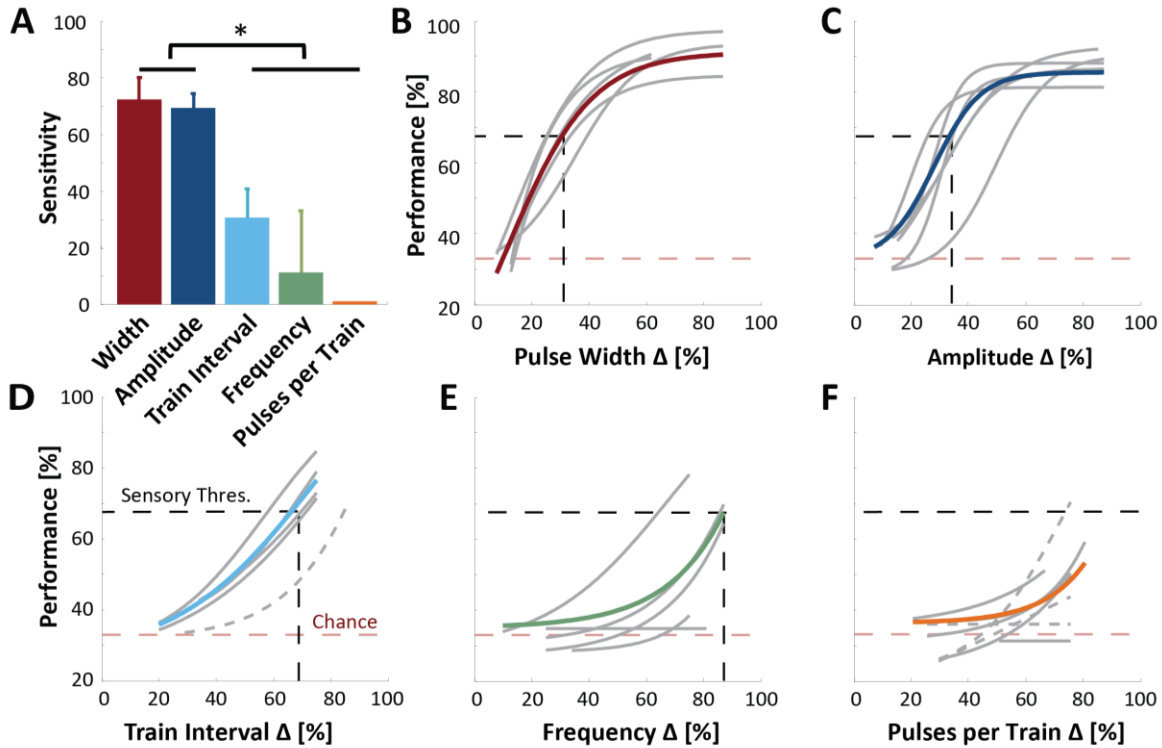 A
100
80
60
40
20
0
Sensitivity
*
Width
Amplitude
Train Interval
Frequency
Pulses per Train
B
100
80
60
40
20
Performance [%]
0 20 40 60 80 100
Pulse Width Δ [%]
C
0 20 40 60 80 100
Amplitude Δ [%]
D
100
80
60
40
20
Performance [%]
Sensory Thres.
Chance
0 20 40 60 80 100
Train Interval Δ [%]
E
0 20 40 60 80 100
Frequency Δ [%]
F
0 20 40 60 80 100
Pulses per Train Δ [%]